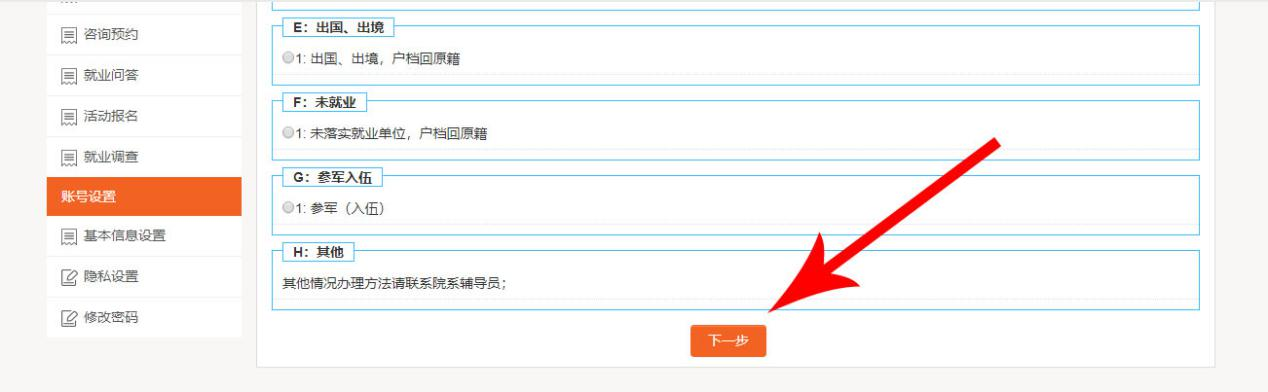 咨询预约
就业问答
活动报名
就业调查
账号设置
基本信息设置
隐私设置
修改密码
E：出国、出境
1: 出国、出境，户档回原籍
F：未就业
1: 未落实就业单位，户档回原籍
G：参军入伍
1: 参军（入伍）
H：其他
其他情况办理方法请联系院系辅导员；
下一步